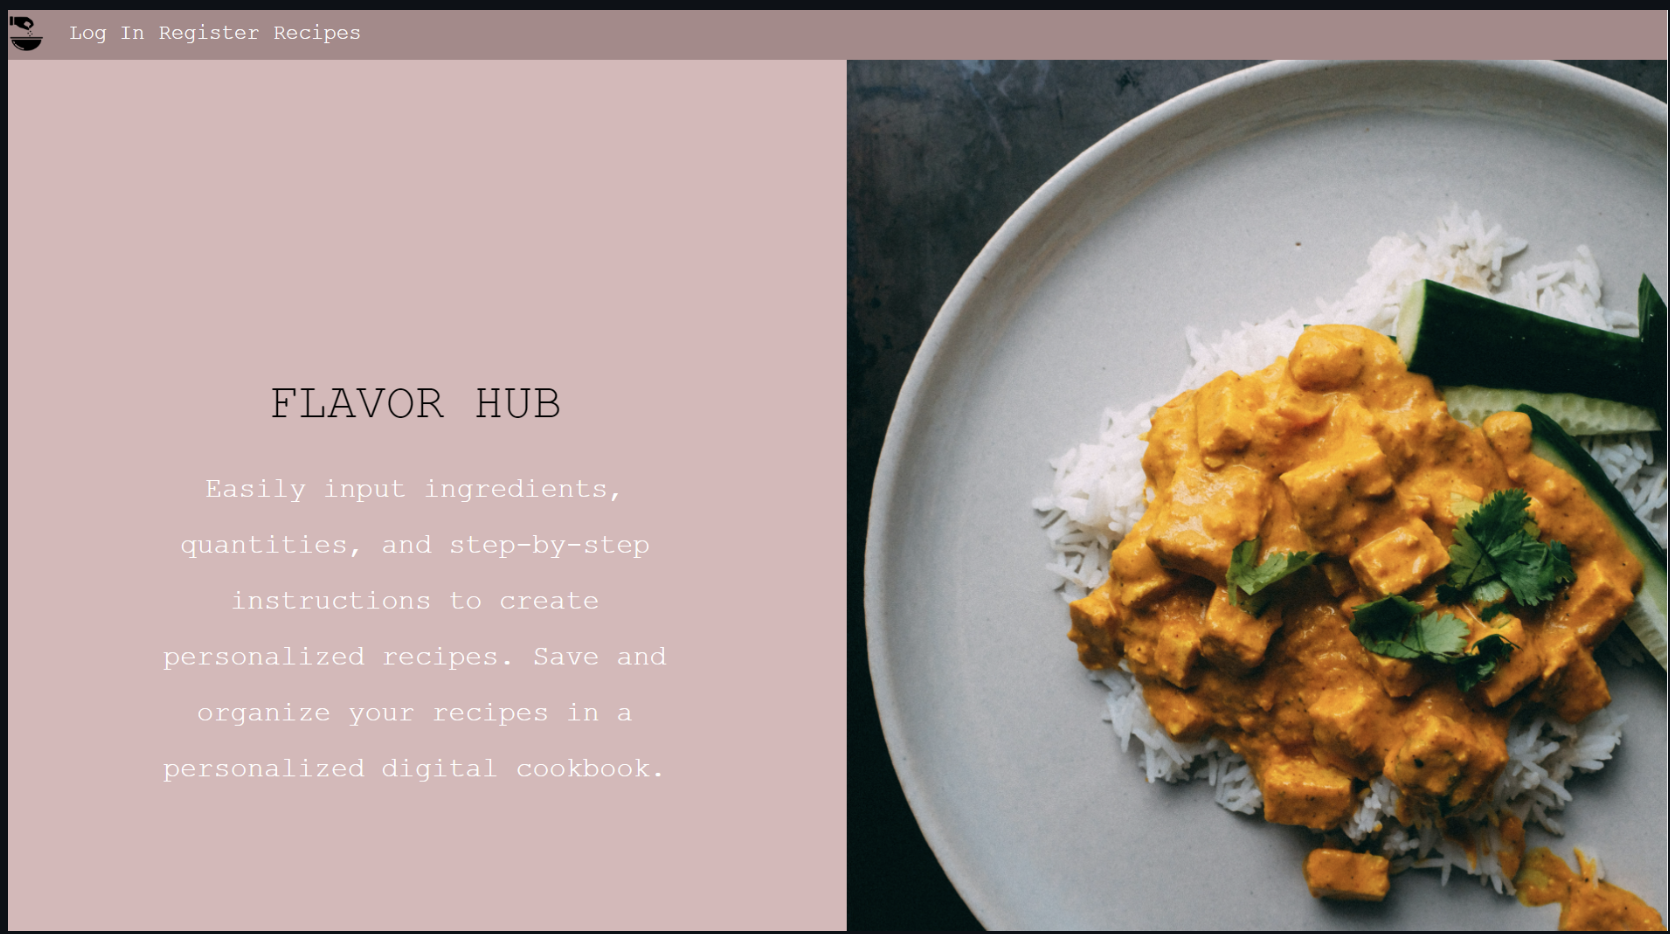 Log In Register Recipes
FLAVOR HUB
Easily input ingredients,
quantities, and step-by-step
instructions to create
personalized recipes. Save and
organize your recipes in a
personalized digital cookbook.